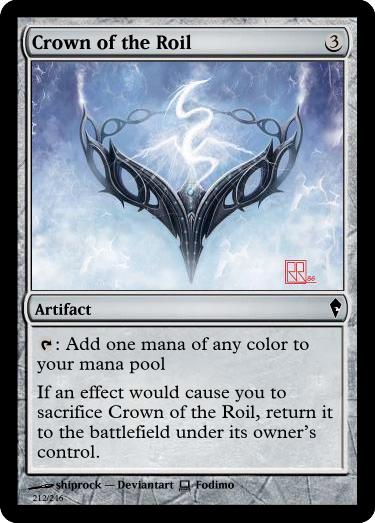 Crown of the Roil 3
RR 86
Artifact
: Add one mana of any color to
your mana pool
If an effect would cause you to
sacrifice Crown of the Roil, return it
to the battlefield under its owner's
control.
shiprock — Deviantart Fodimo
212/246